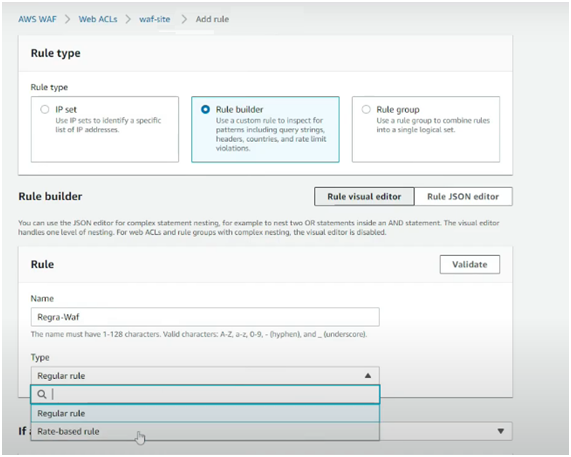 AWS WAF > Web ACLs > waf-site > Add rule
Rule type
Rule type
IP set
Use IP sets to identify a specific
list of IP addresses.
Rule builder
Use a custom rule to inspect for
patterns including query strings,
headers, countries, and rate limit
violations.
Rule group
Use a rule group to combine rules
into a single logical set.
Rule builder
Rule visual editor
Rule JSON editor
You can use the JSON editor for complex statement nesting, for example to nest two OR statements inside an AND statement. The visual editor
handles one level of nesting. For web ACLs and rule groups with complex nesting, the visual editor is disabled.
Rule
Validate
Name
Regra-Waf
The name must have 1-128 characters. Valid characters: A-Z, a-z, 0-9, - (hyphen), and _ (underscore).
Type
Regular rule
Regular rule
Rate-based rule
If